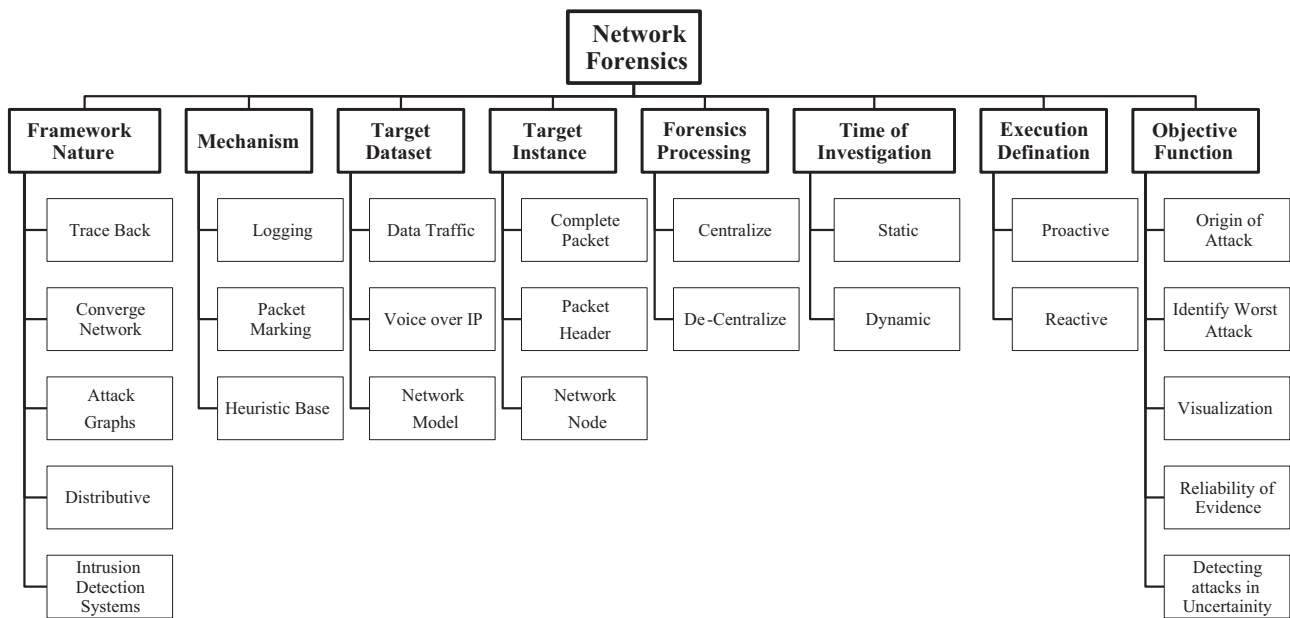 Network
Forensics
Framework
Nature
Mechanism
Target
Dataset
Target
Instance
Forensics
Processing
Time of
Investigation
Execution
Defination
Objective
Function
Trace Back
Logging
Data Traffic
Complete
Packet
Centralize
Static
Proactive
Origin of
Attack
Converge
Network
Packet
Marking
Voice over IP
Packet
Header
De-Centralize
Dynamic
Reactive
Identify Worst
Attack
Attack
Graphs
Heuristic Base
Network
Model
Network
Node
Visualization
Distributive
Reliability of
Evidence
Intrusion
Detection
Systems
Detecting
attacks in
Uncertainity